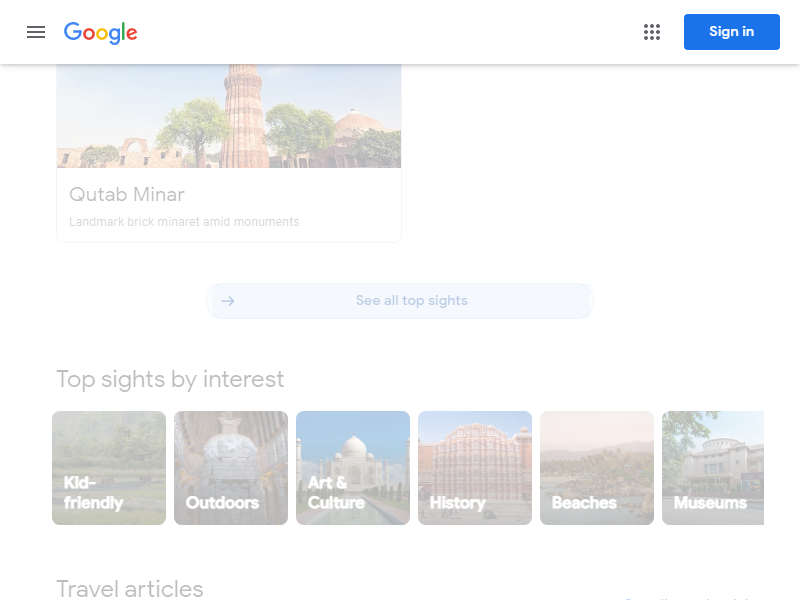 Google
Sign in
Qutab Minar
Landmark brick minaret amid monuments
See all top sights
Top sights by interest
Kid-
friendly
Outdoors
Art &
Culture
History
Beaches
Museums
Travel articles